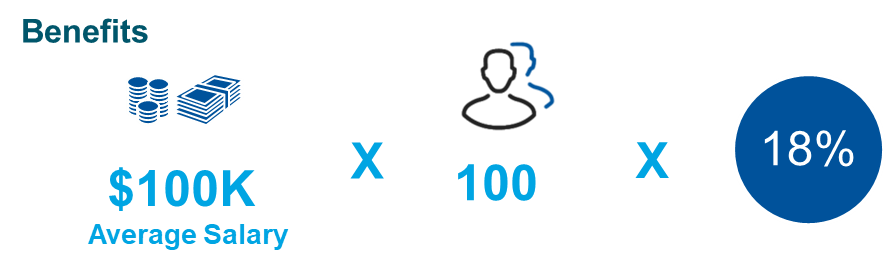 Benefits
$100K
Average Salary
X
100
X
18%